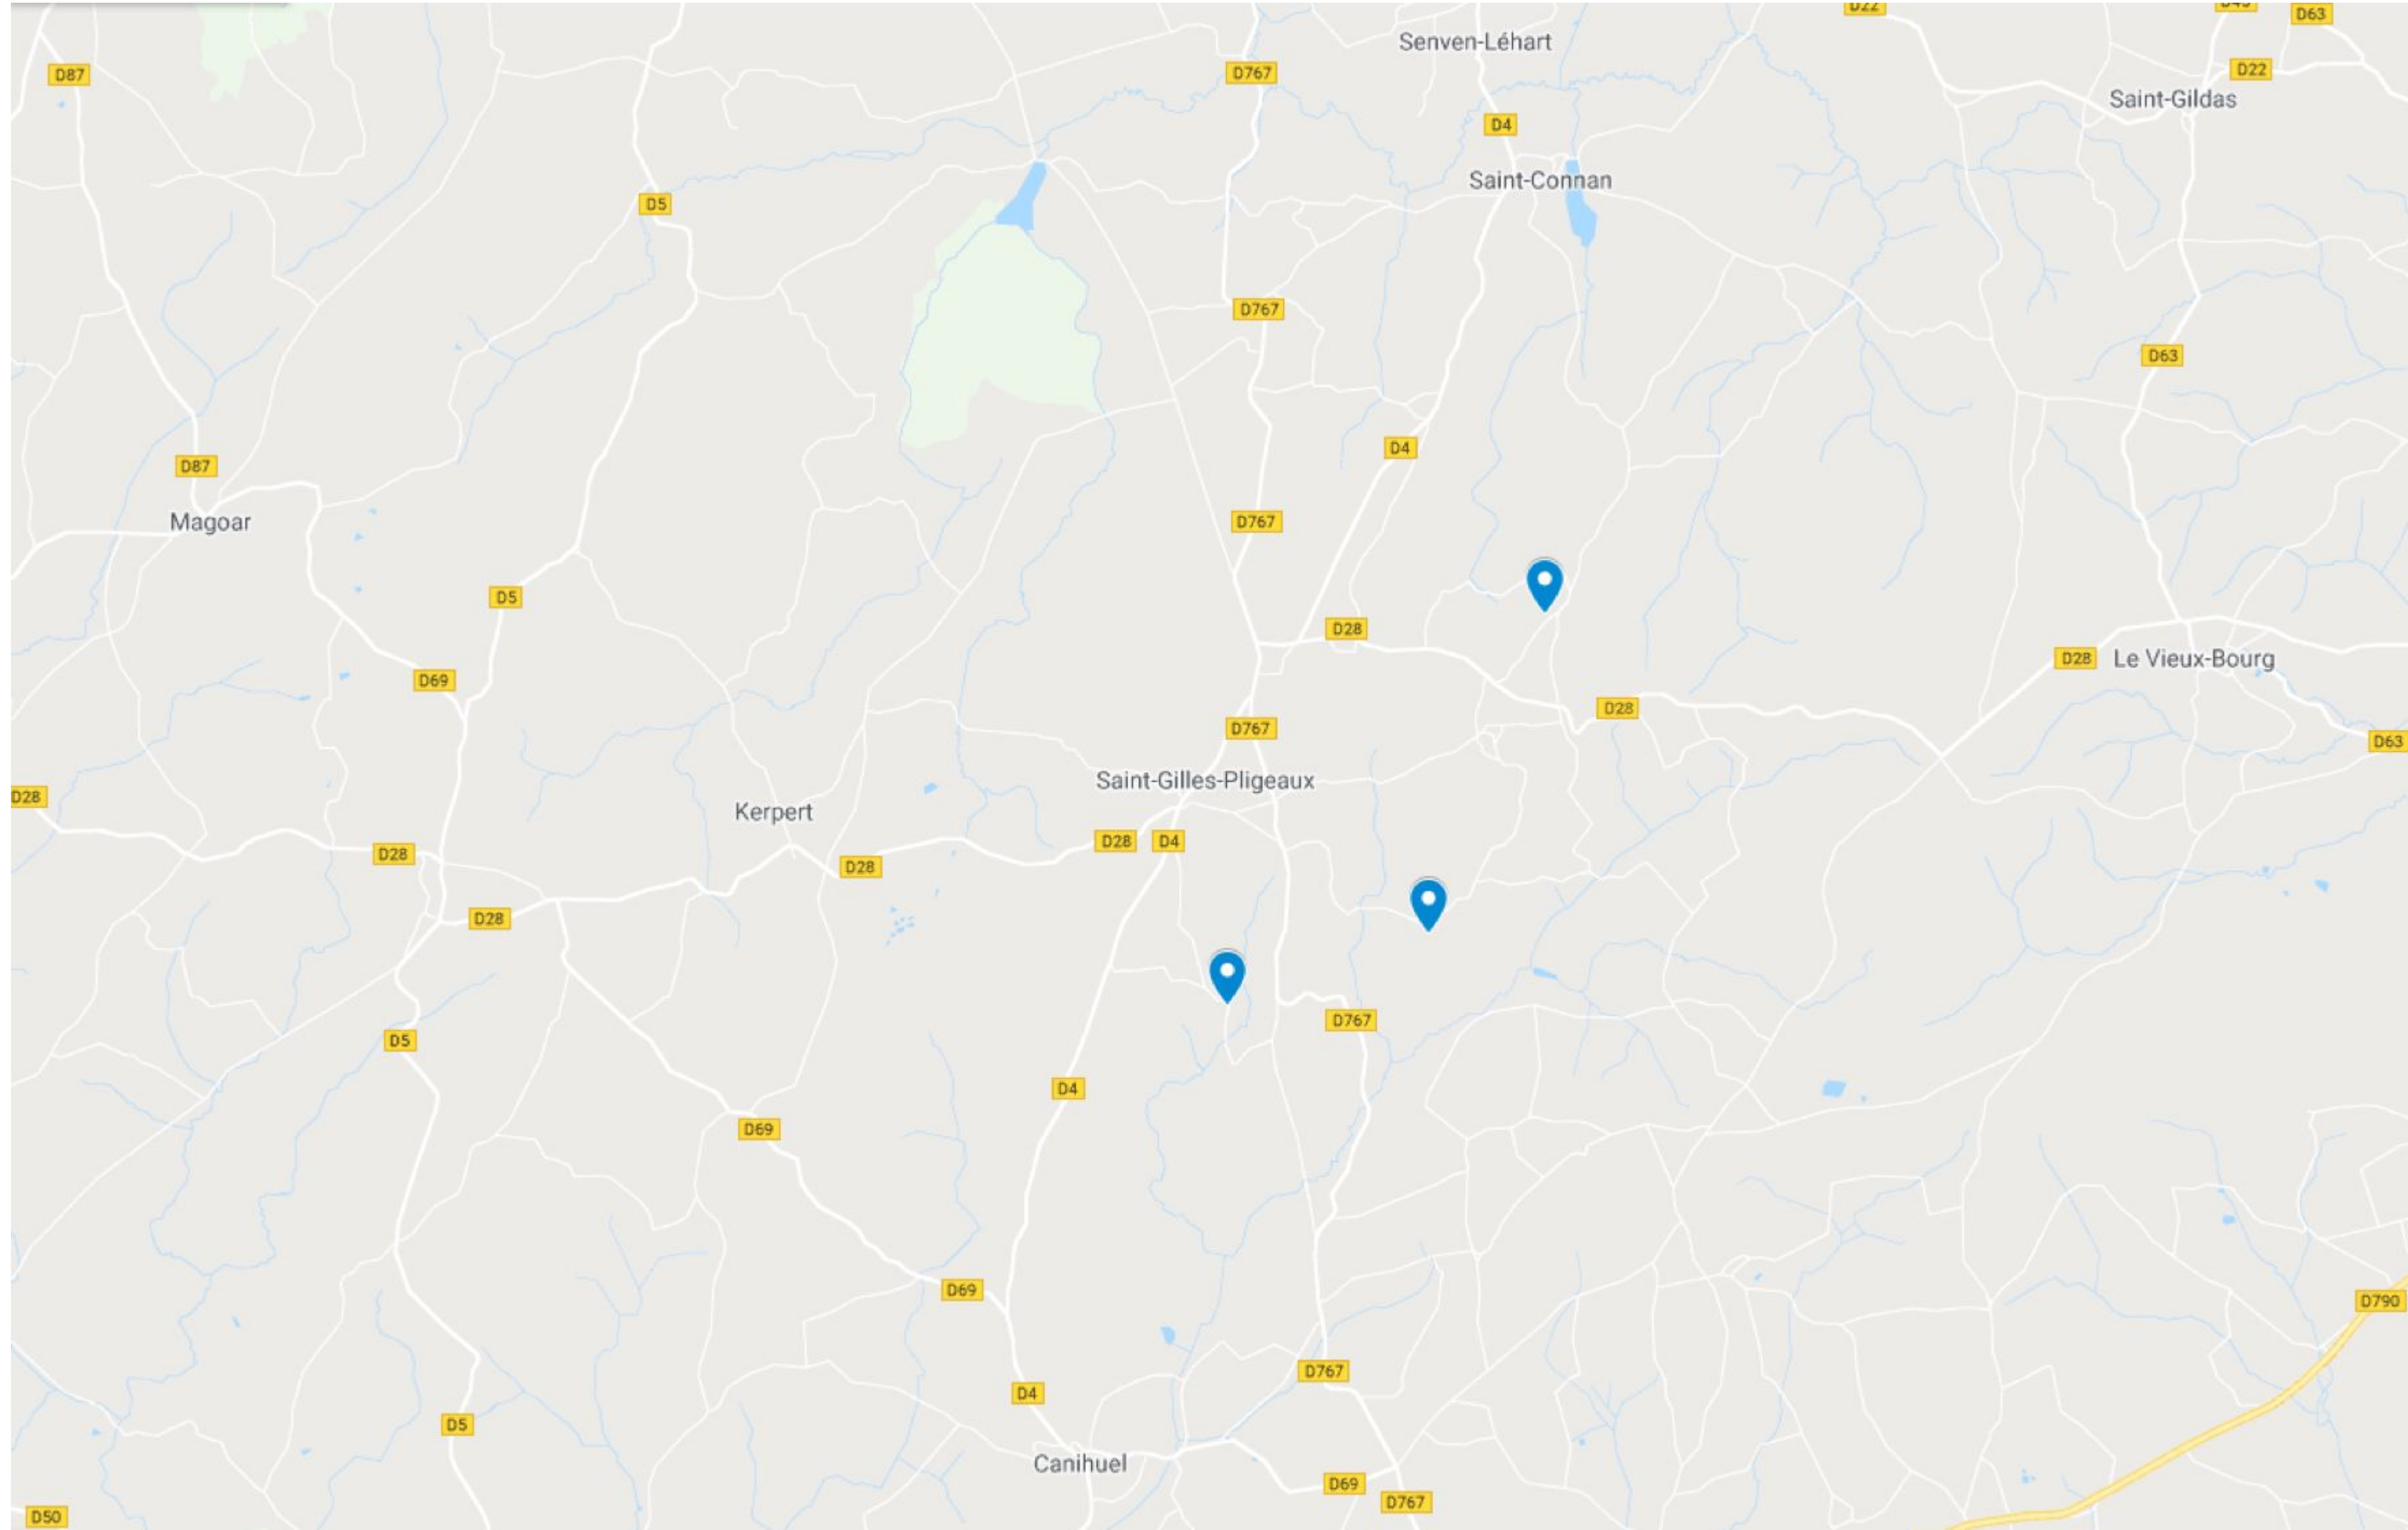 D22
D45
D63
Senven-Léhart
D87
D767
D22
Saint-Gildas
D4
Saint-Connan
D5
D767
D63
D4
D87
Magoar
D767
D5
D28
D28
Le Vieux-Bourg
D69
D28
D767
D63
Saint-Gilles-Pligeaux
D28
Kerpert
D28
D4
D28
D28
D28
D767
D5
D4
D69
D69
D790
D767
D4
D5
Canihuel
D69
D767
D50